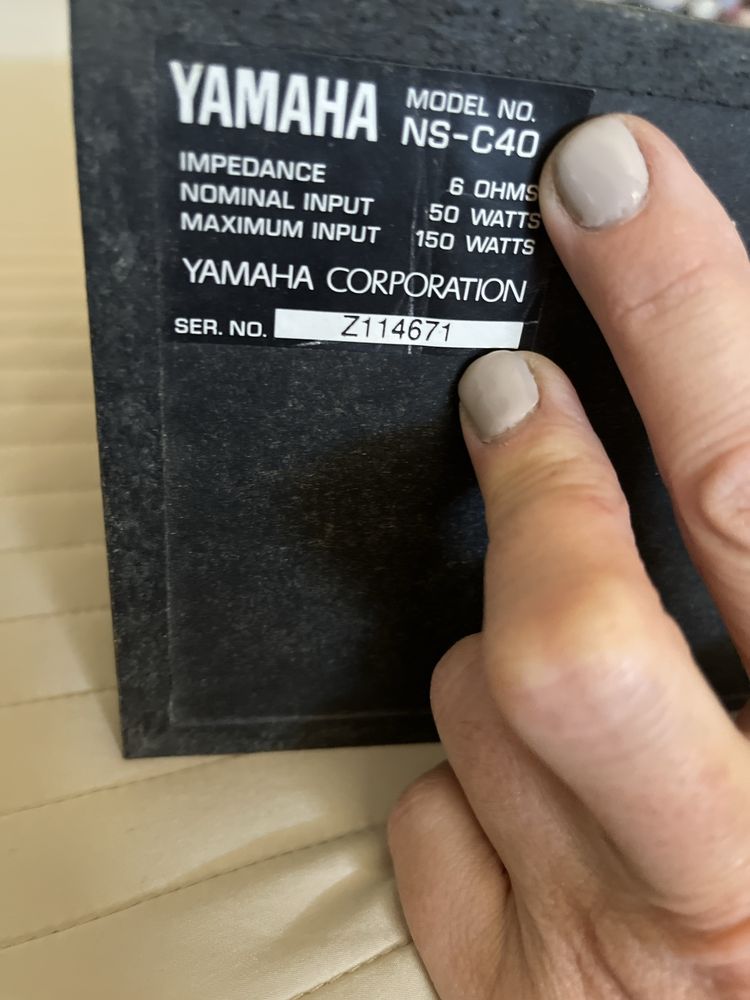 YAMAHA MODEL NO.
NS-C40
IMPEDANCE 6 OHMS
NOMINAL INPUT 50 WATTS
MAXIMUM INPUT 150 WATTS
YAMAHA CORPORATION
SER. NO. Z114671